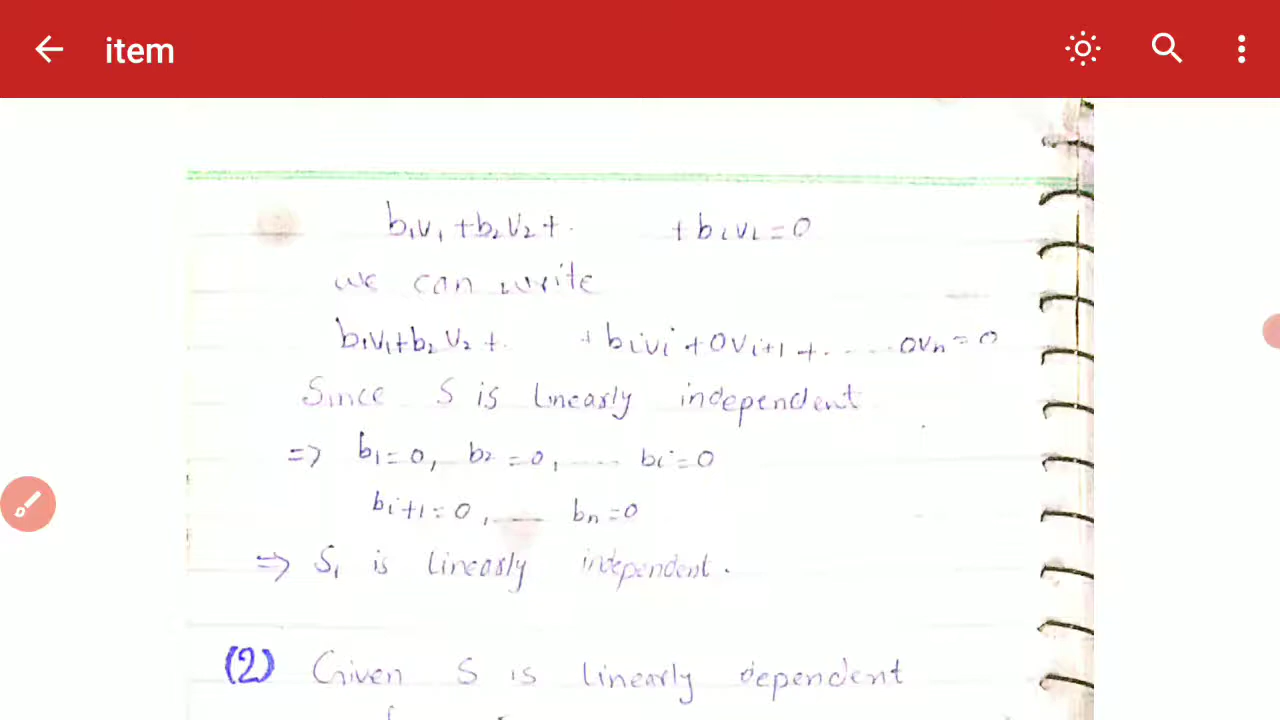 item
b₁v₁ + b₂v₂ + . + bᵢvᵢ = 0
we can write
b₁v₁ + b₂v₂ + . + bᵢvᵢ + 0vᵢ₊₁ + ..... 0vₙ = 0
Since S is linearly independent
=> b₁ = 0, b₂ = 0, .... bᵢ = 0
bᵢ₊₁ = 0, .... bₙ = 0
=> S₁ is linearly independent.
(2) Given S is linearly dependent